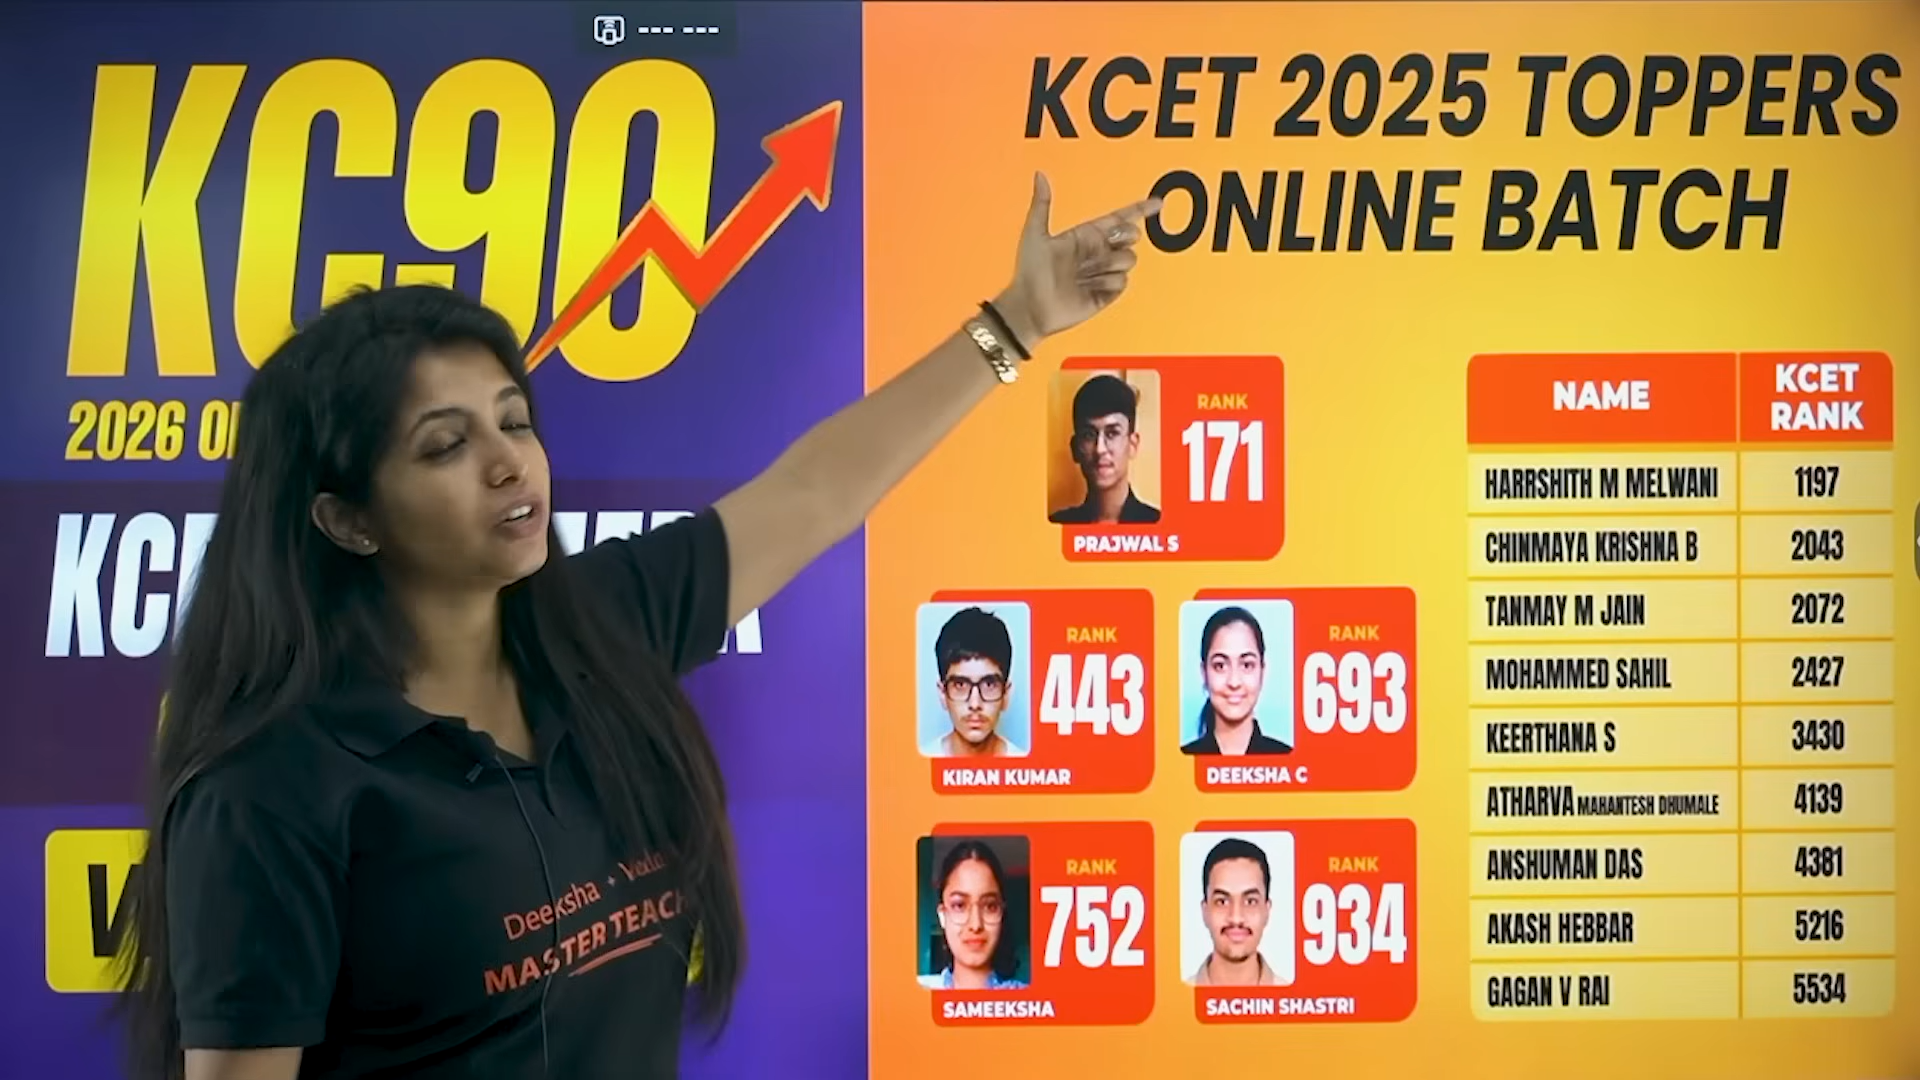 KC90
2026
KCET 2025 TOPPERS
ONLINE BATCH
RANK
171
PRAJWAL S
RANK
443
KIRAN KUMAR
RANK
693
DEEKSHA C
RANK
752
SAMEEKSHA
RANK
934
SACHIN SHASTRI
NAME KCET RANK
HARRSHITH M MELWANI 1197
CHINMAYA KRISHNA B 2043
TANMAY M JAIN 2072
MOHAMMED SAHIL 2427
KEERTHANA S 3430
ATHARVA MAHANTESH DHUMALE 4139
ANSHUMAN DAS 4381
AKASH HEBBAR 5216
GAGAN V RAI 5534
Deeksha
MASTER